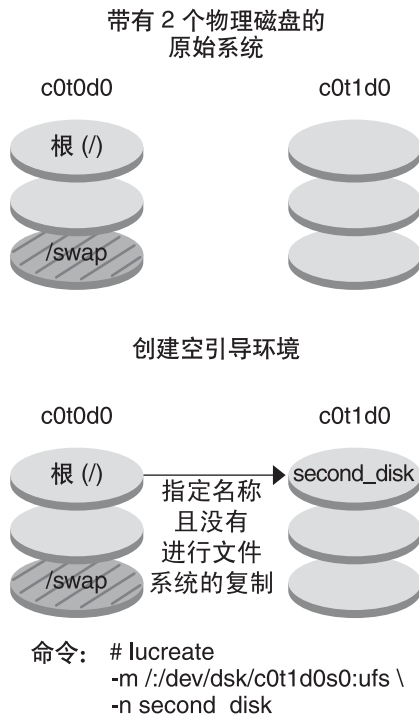 带有 2 个物理磁盘的
原始系统
c0t0d0 c0t1d0
根 (/)
/swap
创建空引导环境
c0t0d0 c0t1d0
根 (/) second_disk
指定名称
且没有
进行文件
系统的复制
/swap
命令： # lucreate
-m /:/dev/dsk/c0t1d0s0:ufs \
-n second_disk